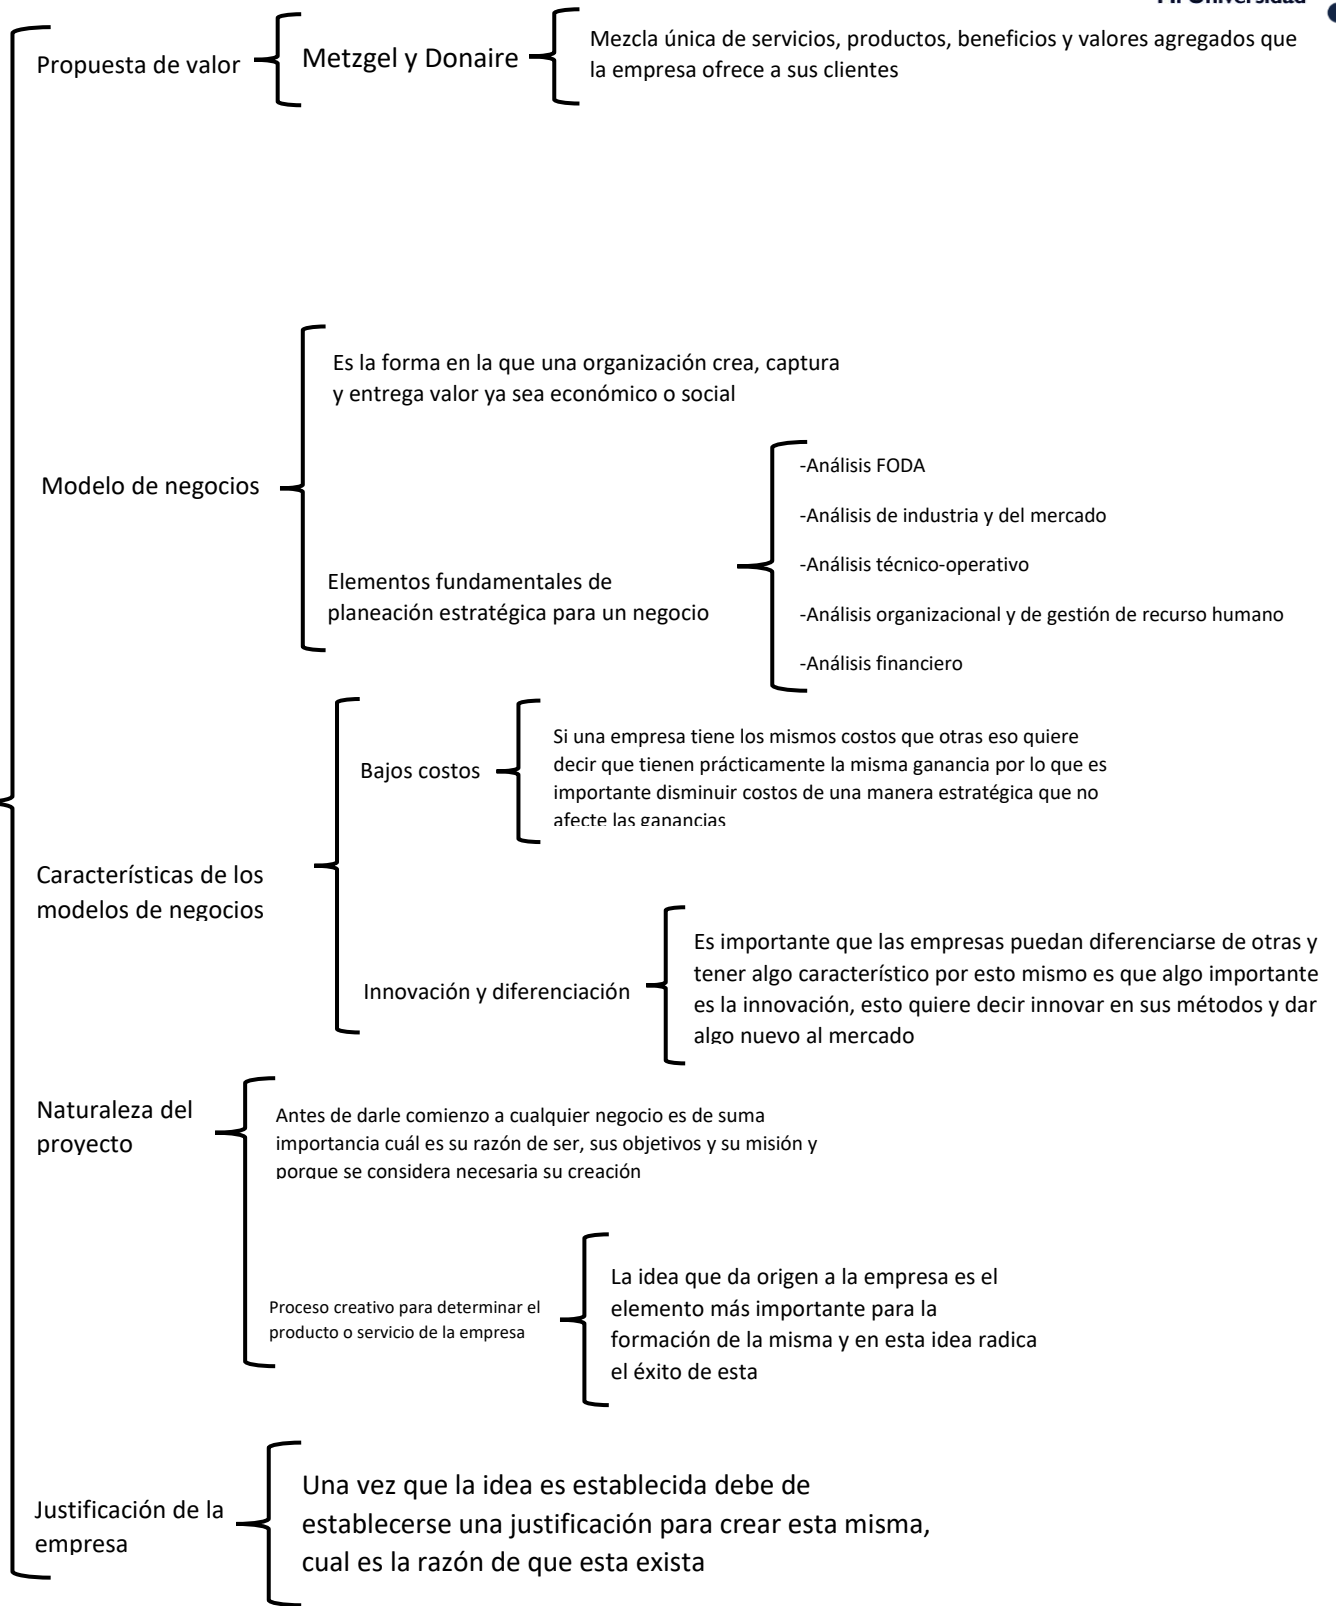 Mi Universidad
Propuesta de valor
Metzgel y Donaire
Mezcla única de servicios, productos, beneficios y valores agregados que
la empresa ofrece a sus clientes
Modelo de negocios
Es la forma en la que una organización crea, captura
y entrega valor ya sea económico o social
Elementos fundamentales de
planeación estratégica para un negocio
-Análisis FODA
-Análisis de industria y del mercado
-Análisis técnico-operativo
-Análisis organizacional y de gestión de recurso humano
-Análisis financiero
Características de los
modelos de negocios
Bajos costos
Si una empresa tiene los mismos costos que otras eso quiere
decir que tienen prácticamente la misma ganancia por lo que es
importante disminuir costos de una manera estratégica que no
afecte las ganancias
Innovación y diferenciación
Es importante que las empresas puedan diferenciarse de otras y
tener algo característico por esto mismo es que algo importante
es la innovación, esto quiere decir innovar en sus métodos y dar
algo nuevo al mercado
Naturaleza del
proyecto
Antes de darle comienzo a cualquier negocio es de suma
importancia cuál es su razón de ser, sus objetivos y su misión y
porque se considera necesaria su creación
Proceso creativo para determinar el
producto o servicio de la empresa
La idea que da origen a la empresa es el
elemento más importante para la
formación de la misma y en esta idea radica
el éxito de esta
Justificación de la
empresa
Una vez que la idea es establecida debe de
establecerse una justificación para crear esta misma,
cual es la razón de que esta exista